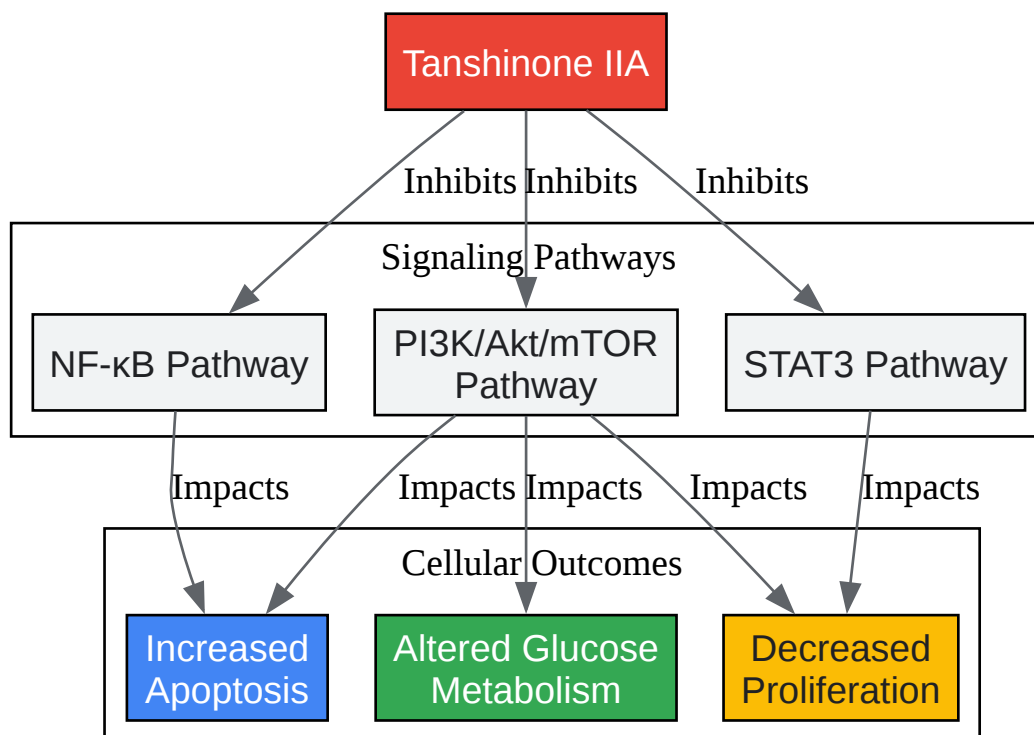 Tanshinone IIA
Inhibits Inhibits Inhibits
Signaling Pathways
NF-κB Pathway
PI3K/Akt/mTOR
Pathway
STAT3 Pathway
Impacts Impacts Impacts Impacts Impacts
Cellular Outcomes
Increased
Apoptosis
Altered Glucose
Metabolism
Decreased
Proliferation